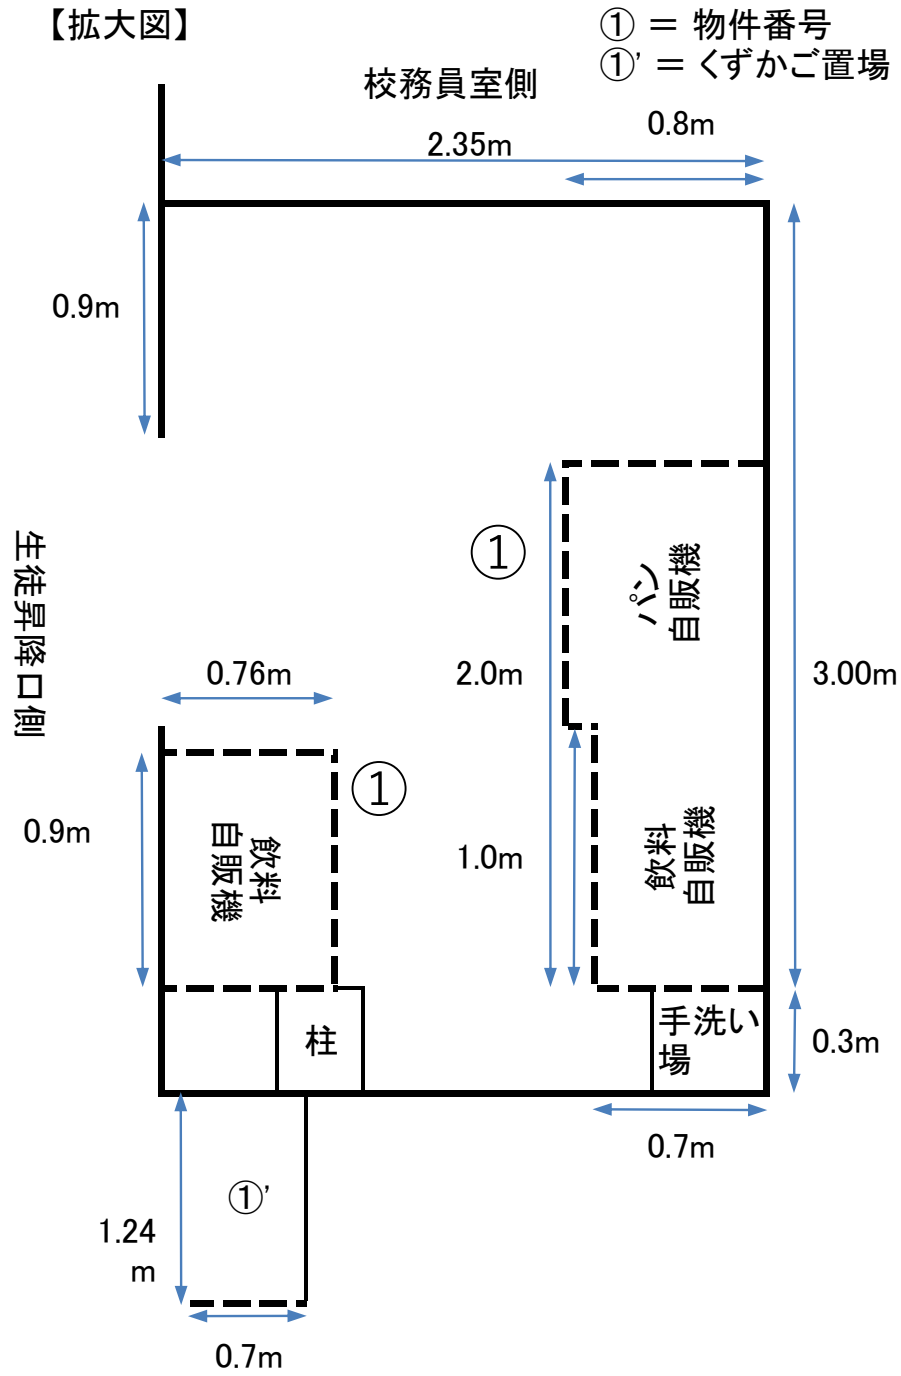 【拡大図】
① ＝ 物件番号
①’ ＝ くずかご置場
校務員室側
0.8m
2.35m
0.9m
生徒昇降口側
①
パン
自販機
0.76m
2.0m
3.00m
①
0.9m
飲料
自販機
1.0m
飲料
自販機
柱
手洗い
場
0.3m
0.7m
①’
1.24
m
0.7m